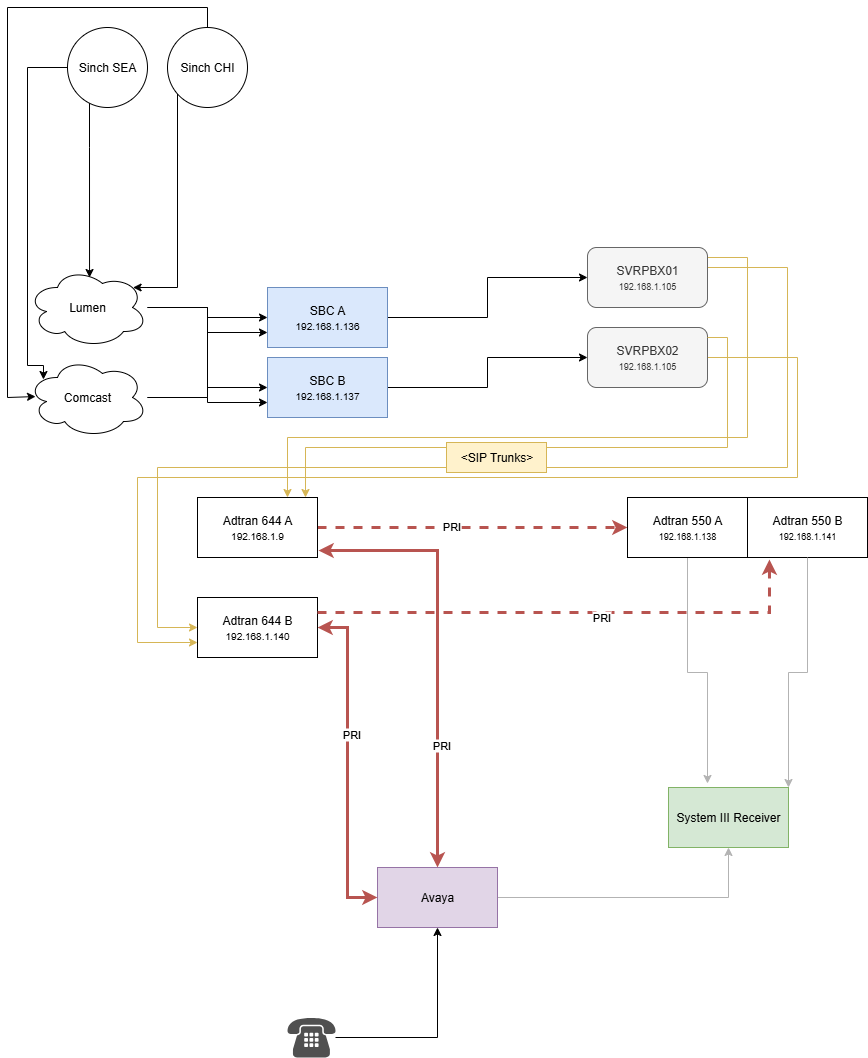 Sinch SEA
Sinch CHI
Lumen
Comcast
SBC A
192.168.1.136
SBC B
192.168.1.137
SVRPBX01
192.168.1.105
SVRPBX02
192.168.1.105
<SIP Trunks>
Adtran 644 A
192.168.1.9
PRI
Adtran 550 A
192.168.1.138
Adtran 550 B
192.168.1.141
Adtran 644 B
192.168.1.140
PRI
PRI
PRI
System III Receiver
Avaya